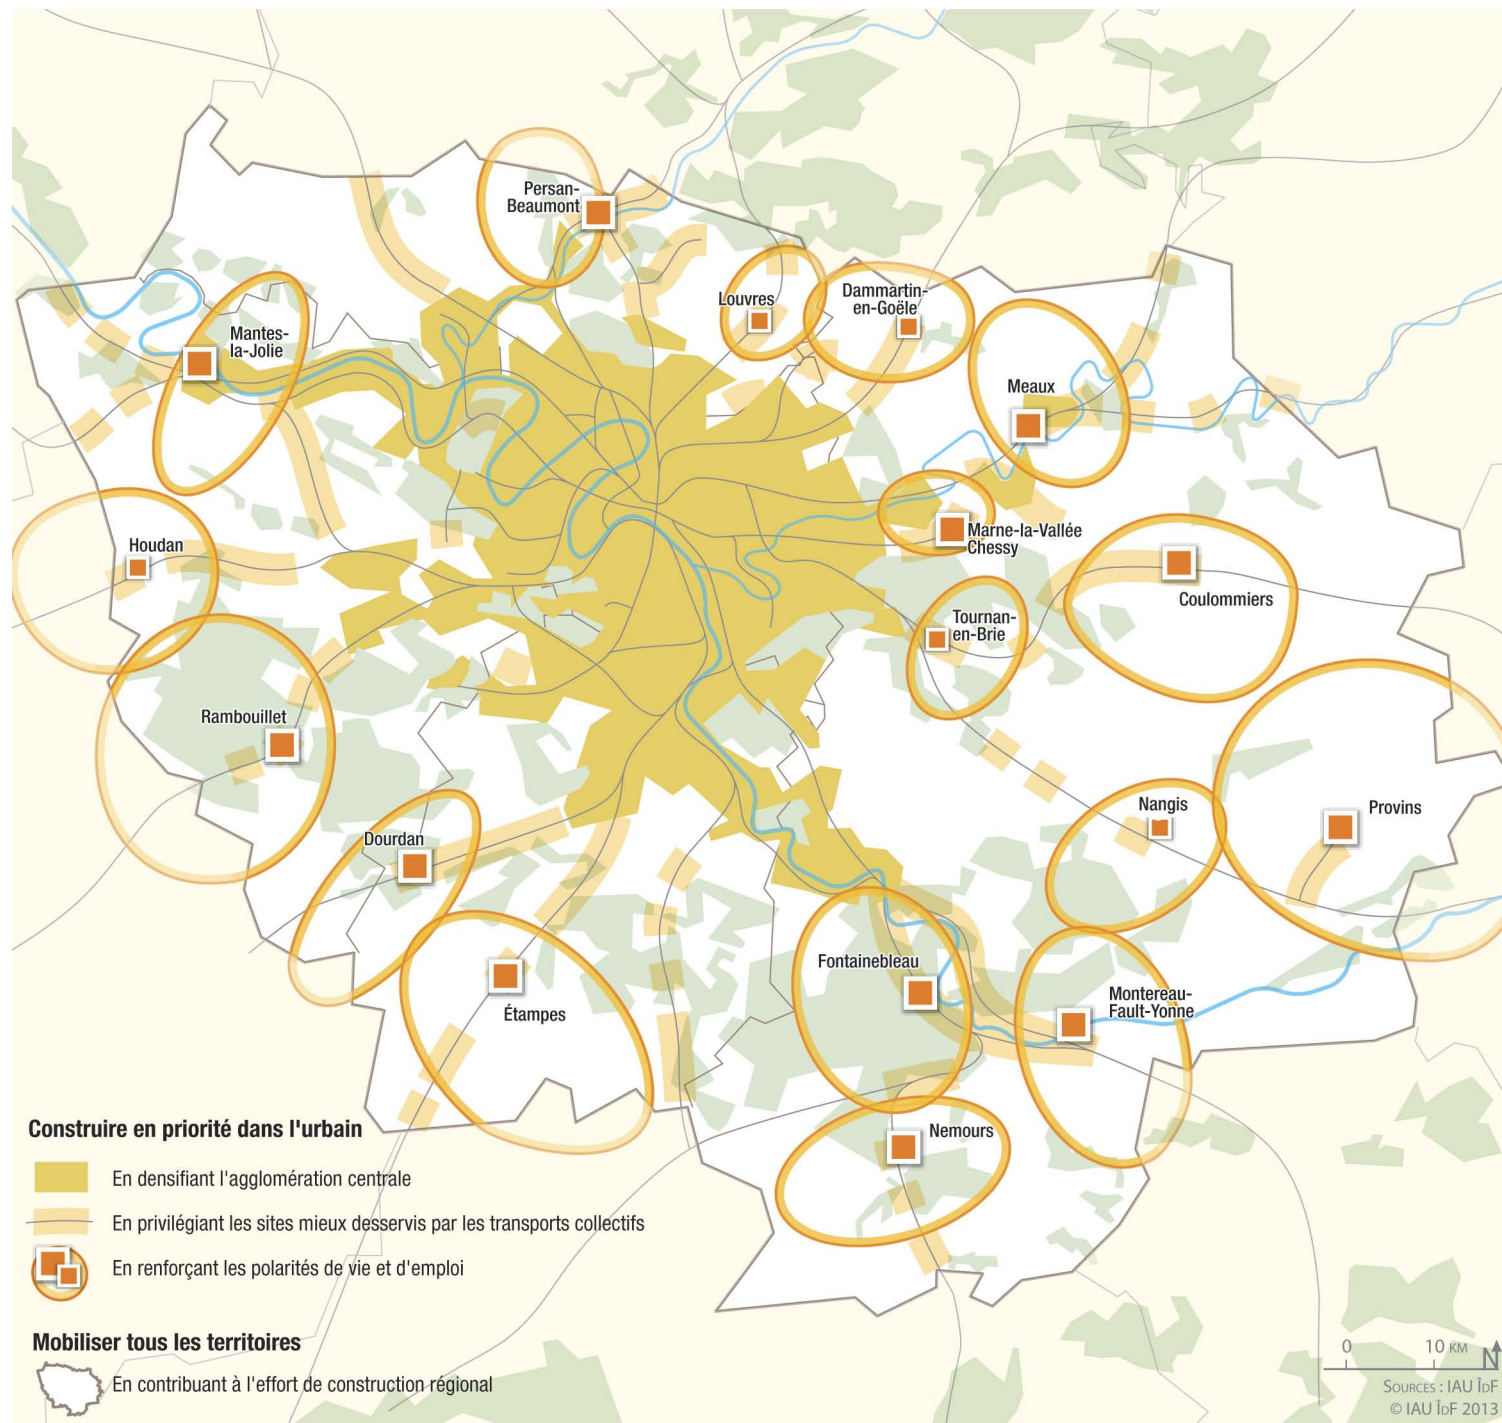 Persan-
Beaumont
Louvres
Dammartin-
en-Goële
Mantes-
la-Jolie
Meaux
Marne-la-Vallée
Chessy
Houdan
Coulommiers
Tournan-
en-Brie
Rambouillet
Nangis
Provins
Dourdan
Fontainebleau
Étampes
Montereau-
Fault-Yonne
Nemours
Construire en priorité dans l'urbain
En densifiant l'agglomération centrale
En privilégiant les sites mieux desservis par les transports collectifs
En renforçant les polarités de vie et d'emploi
Mobiliser tous les territoires
En contribuant à l'effort de construction régional
0 10 KM N
SOURCES : IAU ÎDF
© IAU ÎDF 2013